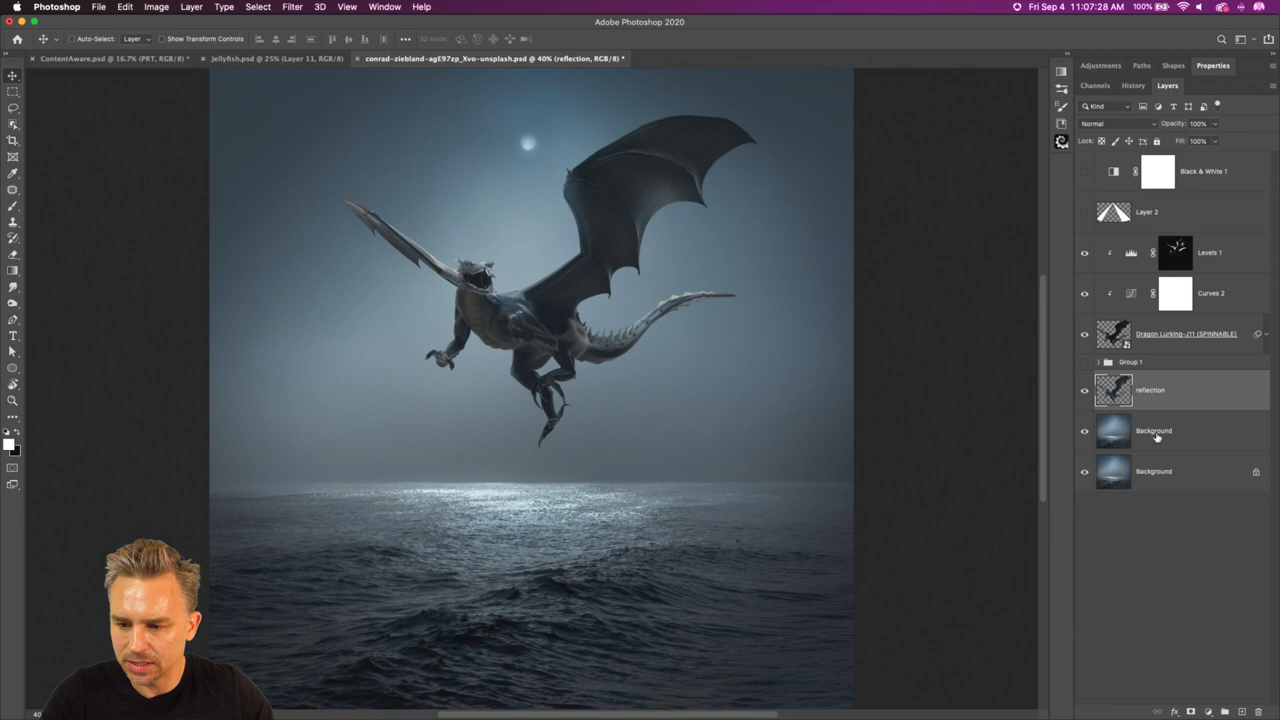 Photoshop File Edit Image Layer Type Select Filter 3D View Window Help 100% Fri Sep 4 11:07:28 AM
Adobe Photoshop 2020
Auto-Select: Layer Show Transform Controls 3D Mode:
ContentAware.psd @ 16.7% (PRT, RGB/8) * Jellyfish.psd @ 25% (Layer 11, RGB/8) conrad-ziebland-agE97zp_Xvo-unsplash.psd @ 40% (reflection, RGB/8) *
Adjustments Paths Shapes Properties
Channels History Layers
Kind
Normal Opacity: 100%
Lock: Fill: 100%
Black & White 1
Layer 2
Levels 1
Curves 2
Dragon Lurking-J11 (SPINNABLE)
Group 1
reflection
Background
Background